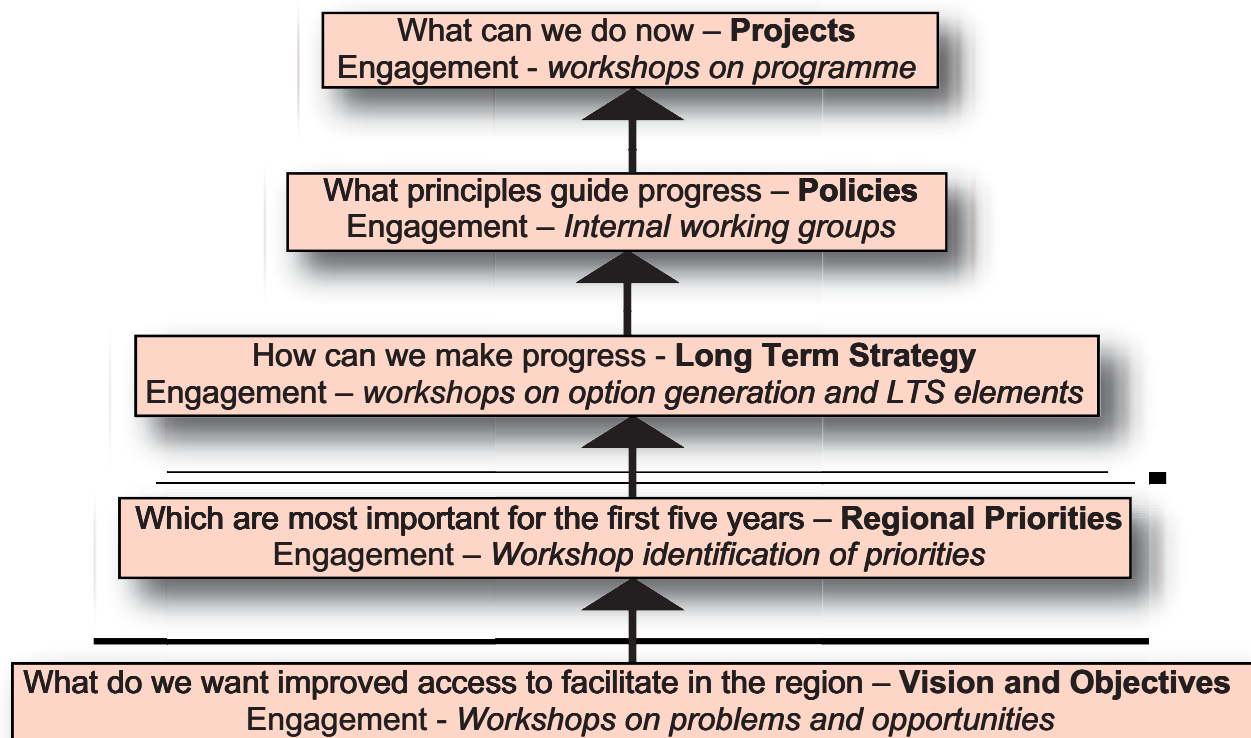 What can we do now – Projects
Engagement - workshops on programme
What principles guide progress – Policies
Engagement – Internal working groups
How can we make progress - Long Term Strategy
Engagement – workshops on option generation and LTS elements
Which are most important for the first five years – Regional Priorities
Engagement – Workshop identification of priorities
What do we want improved access to facilitate in the region – Vision and Objectives
Engagement - Workshops on problems and opportunities